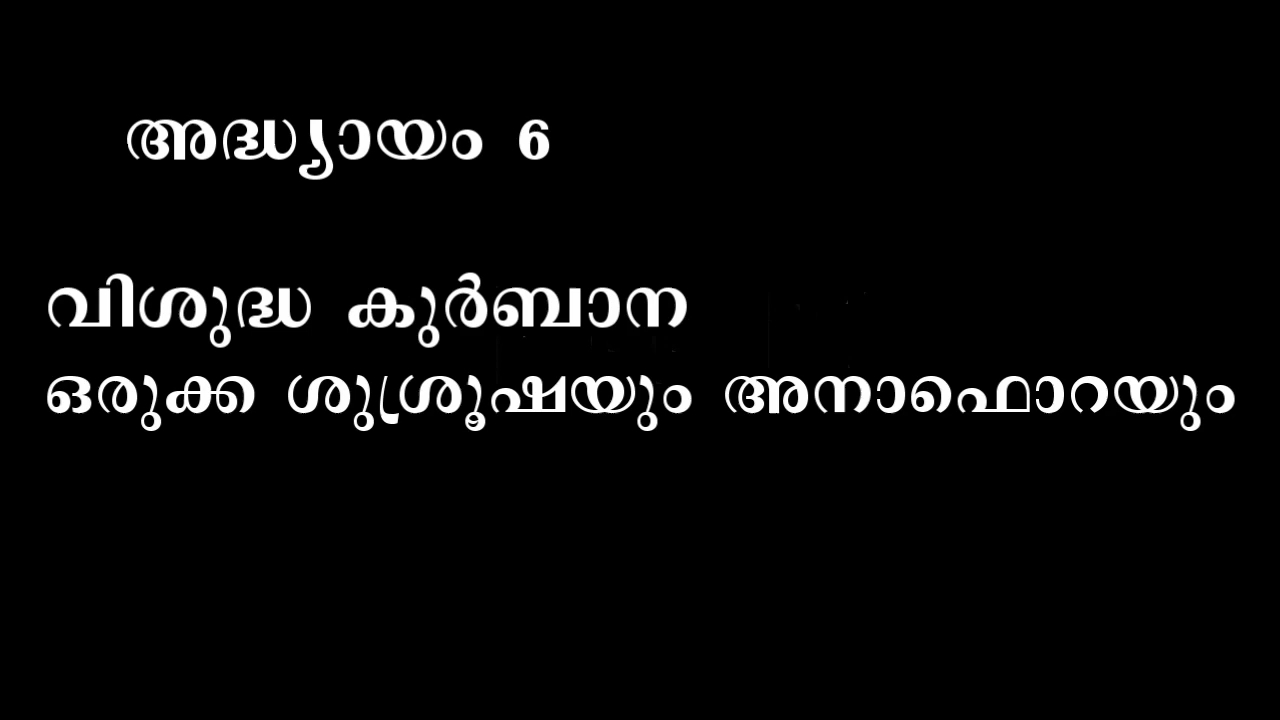 അദ്ധ്യായം 6
വിശുദ്ധ കുർബാന
ഒരുക്ക ശുശ്രൂഷയും അനാഫൊറയും